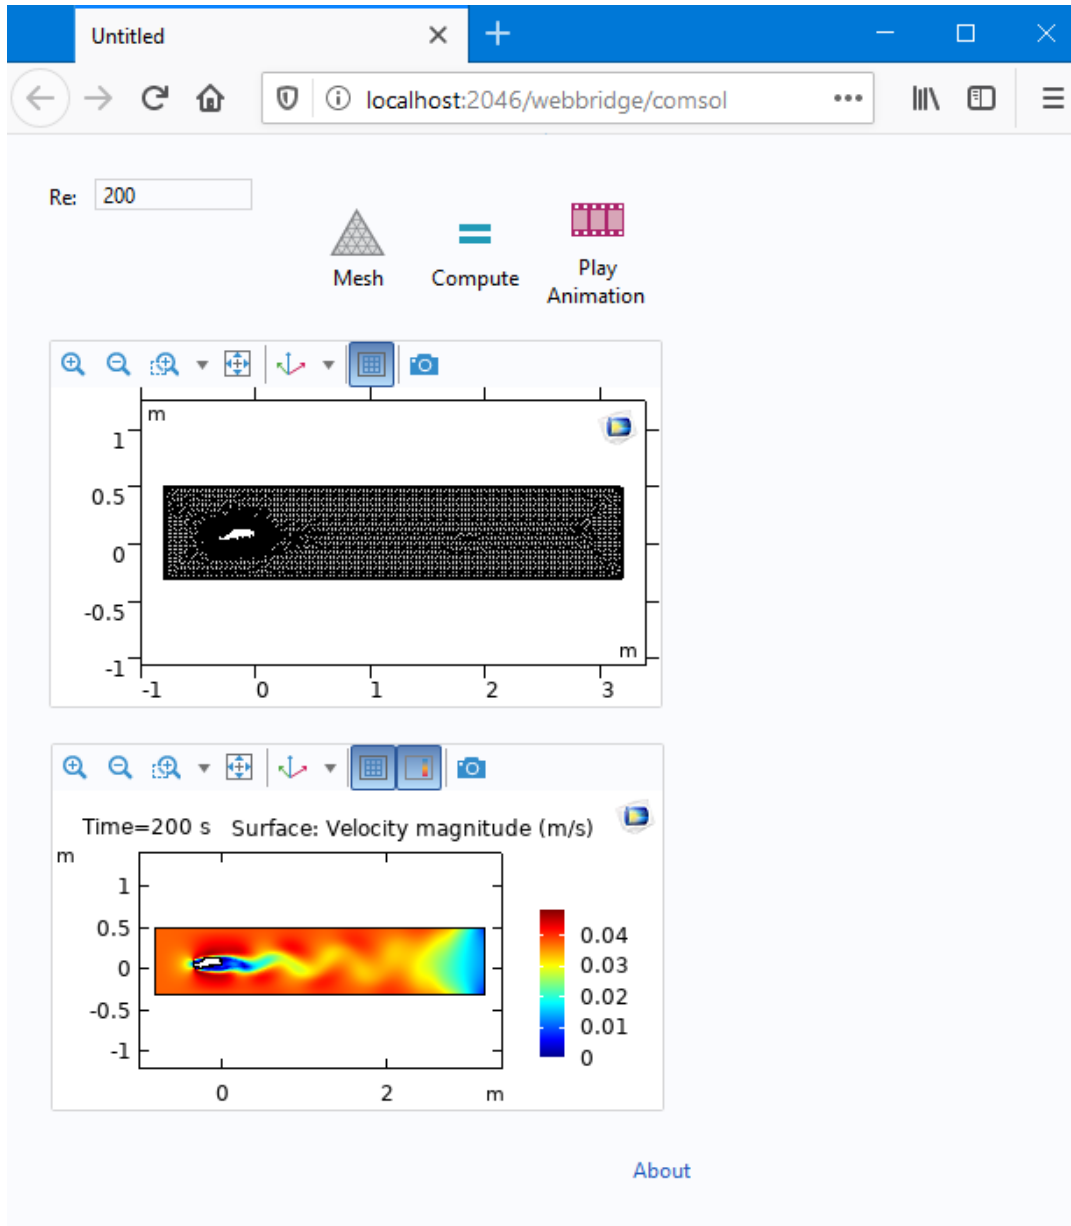 Untitled
localhost:2046/webbridge/comsol
Re: 200
Mesh
Compute
Play
Animation
m
1
0.5
0
-0.5
-1
m
-1 0 1 2 3
Time=200 s Surface: Velocity magnitude (m/s)
m
1
0.5
0
-0.5
-1
0 2 m
0.04
0.03
0.02
0.01
0
About